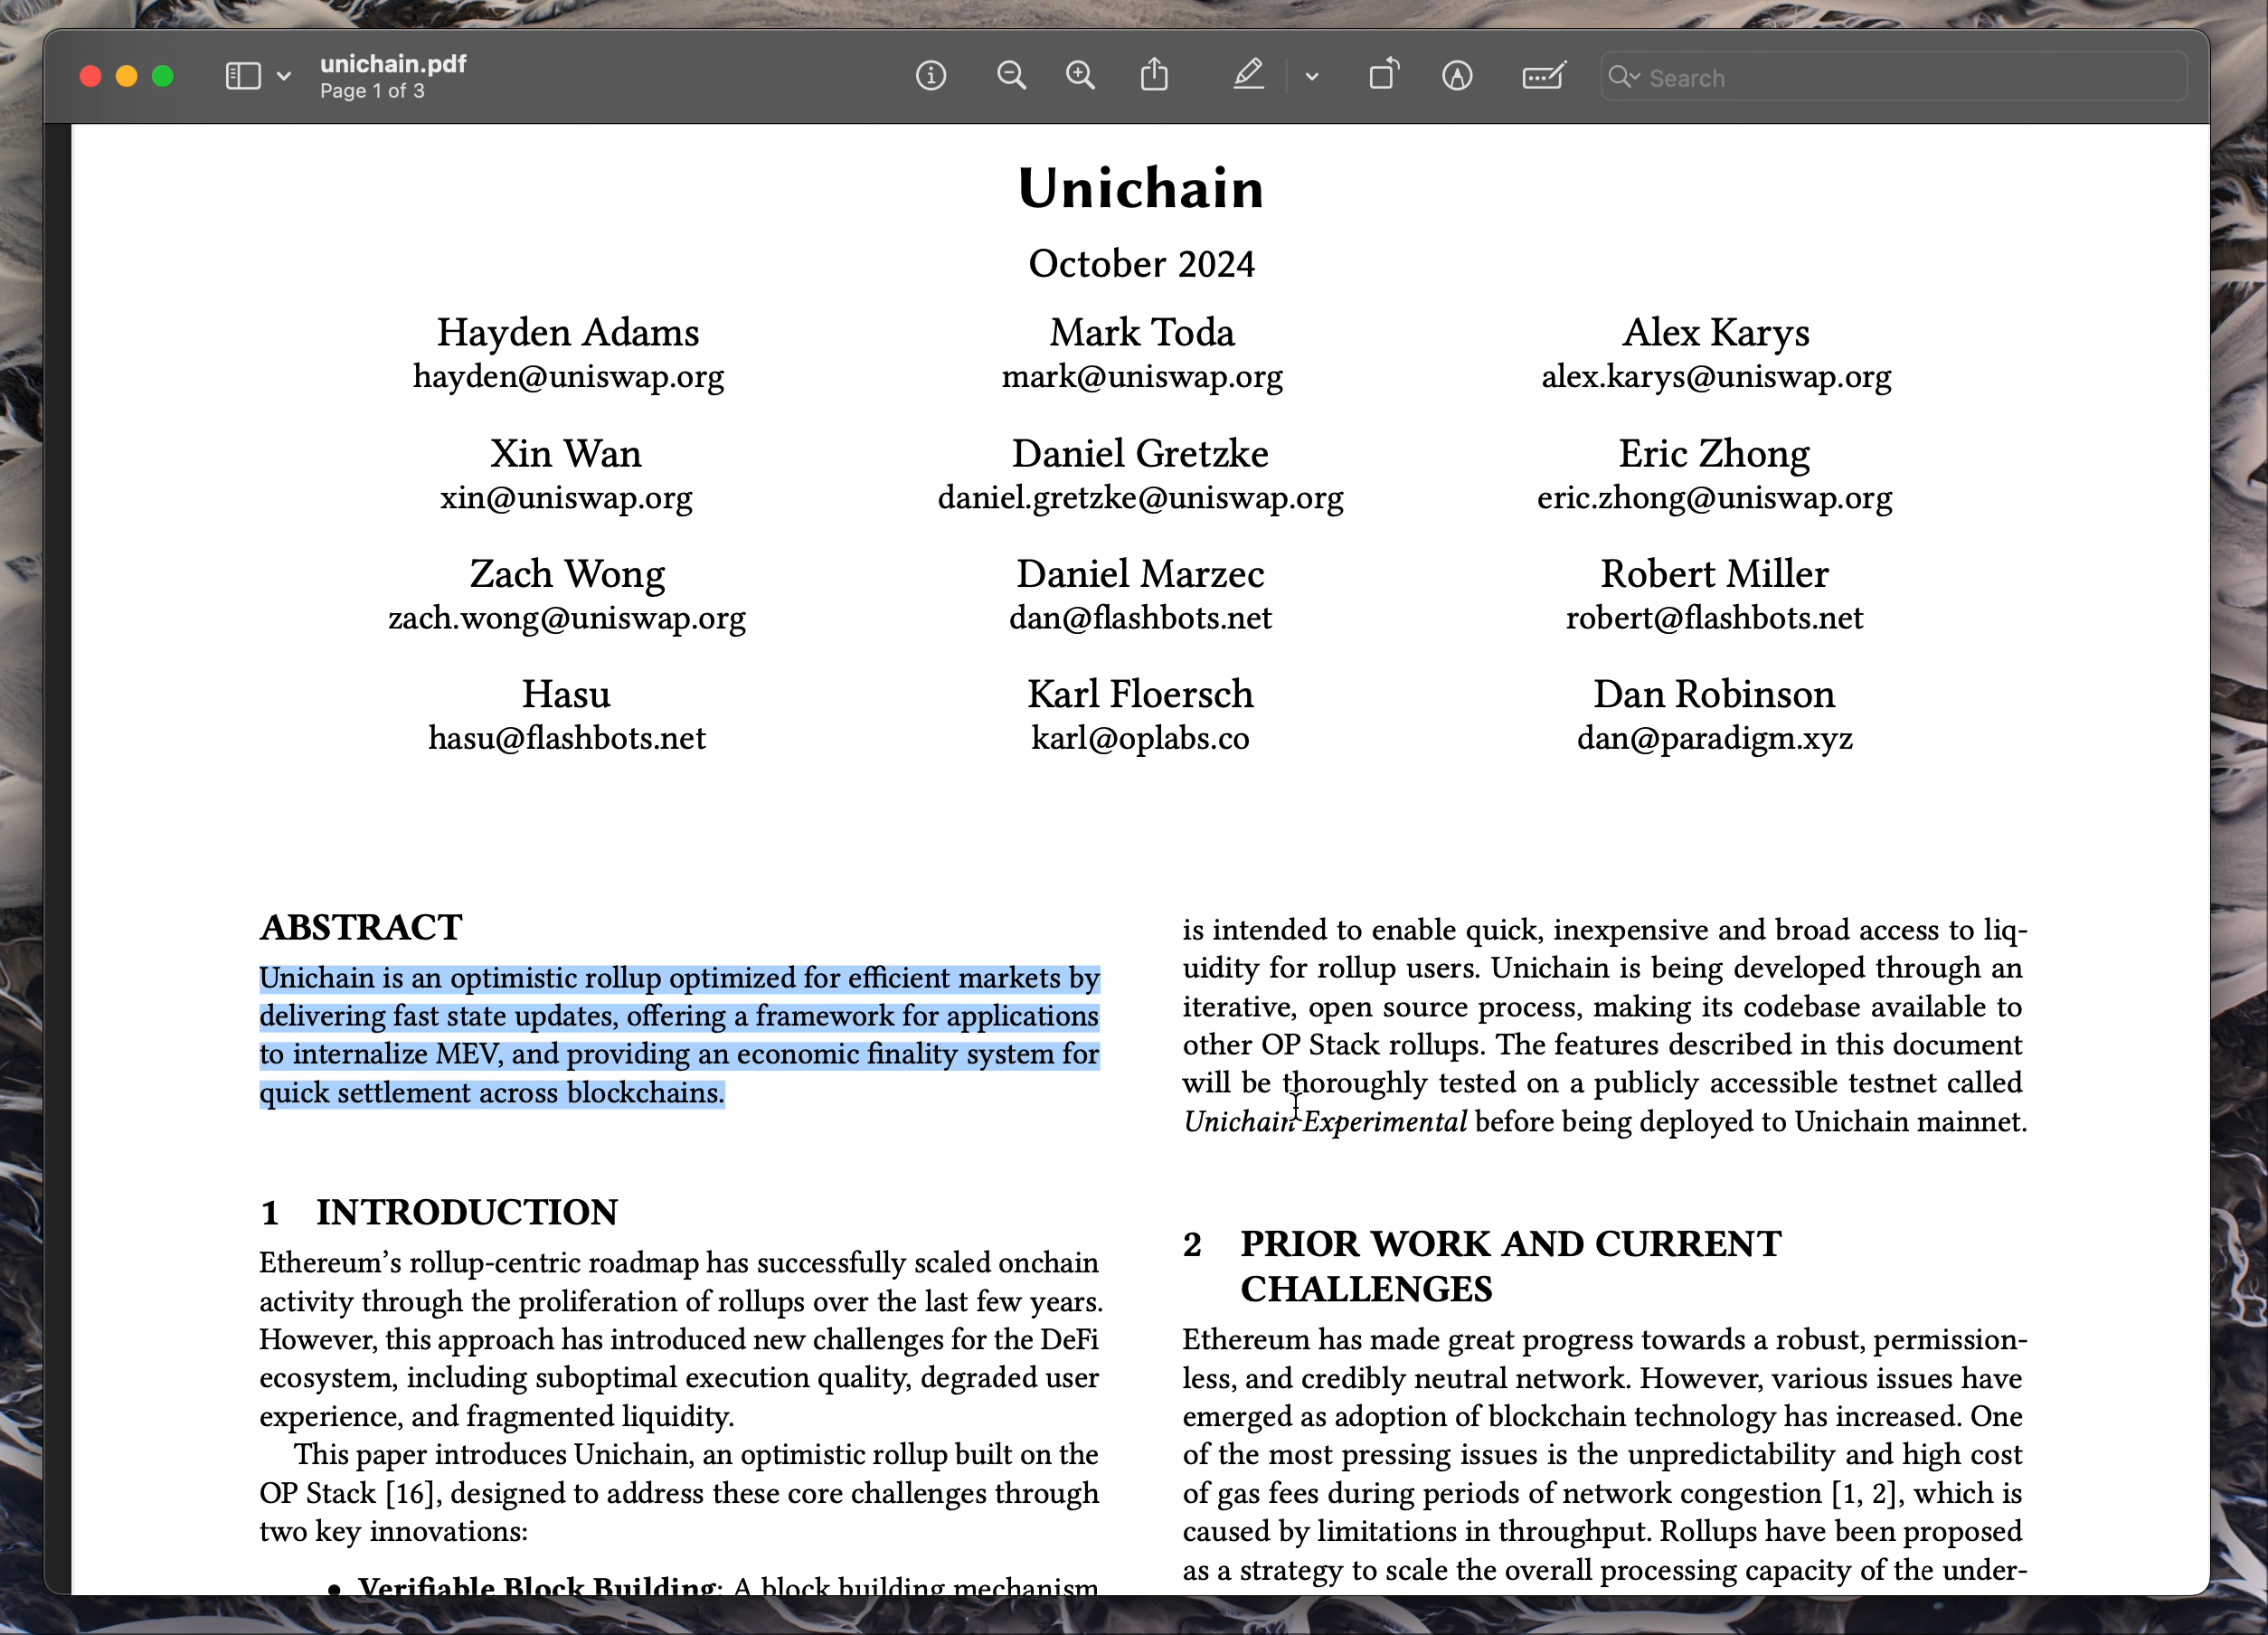 unichain.pdf
Page 1 of 3
Search
Unichain
October 2024
Hayden Adams
hayden@uniswap.org
Mark Toda
mark@uniswap.org
Alex Karys
alex.karys@uniswap.org
Xin Wan
xin@uniswap.org
Daniel Gretzke
daniel.gretzke@uniswap.org
Eric Zhong
eric.zhong@uniswap.org
Zach Wong
zach.wong@uniswap.org
Daniel Marzec
dan@flashbots.net
Robert Miller
robert@flashbots.net
Hasu
hasu@flashbots.net
Karl Floersch
karl@oplabs.co
Dan Robinson
dan@paradigm.xyz
ABSTRACT
Unichain is an optimistic rollup optimized for efficient markets by
delivering fast state updates, offering a framework for applications
to internalize MEV, and providing an economic finality system for
quick settlement across blockchains.
1 INTRODUCTION
Ethereum’s rollup-centric roadmap has successfully scaled onchain
activity through the proliferation of rollups over the last few years.
However, this approach has introduced new challenges for the DeFi
ecosystem, including suboptimal execution quality, degraded user
experience, and fragmented liquidity.
This paper introduces Unichain, an optimistic rollup built on the
OP Stack [16], designed to address these core challenges through
two key innovations:
• Verifiable Block Building: A block building mechanism
is intended to enable quick, inexpensive and broad access to liq-
uidity for rollup users. Unichain is being developed through an
iterative, open source process, making its codebase available to
other OP Stack rollups. The features described in this document
will be thoroughly tested on a publicly accessible testnet called
Unichain Experimental before being deployed to Unichain mainnet.
2 PRIOR WORK AND CURRENT
CHALLENGES
Ethereum has made great progress towards a robust, permission-
less, and credibly neutral network. However, various issues have
emerged as adoption of blockchain technology has increased. One
of the most pressing issues is the unpredictability and high cost
of gas fees during periods of network congestion [1, 2], which is
caused by limitations in throughput. Rollups have been proposed
as a strategy to scale the overall processing capacity of the under-